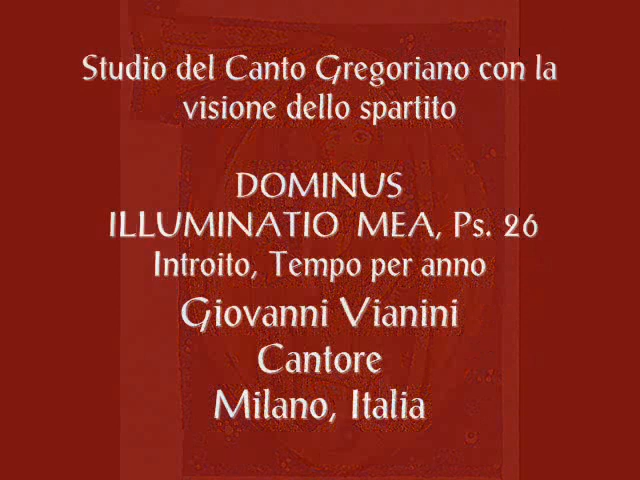 Studio del Canto Gregoriano con la
visione dello spartito
DOMINUS
ILLUMINATIO MEA, Ps. 26
Introito, Tempo per anno
Giovanni Vianini
Cantore
Milano, Italia